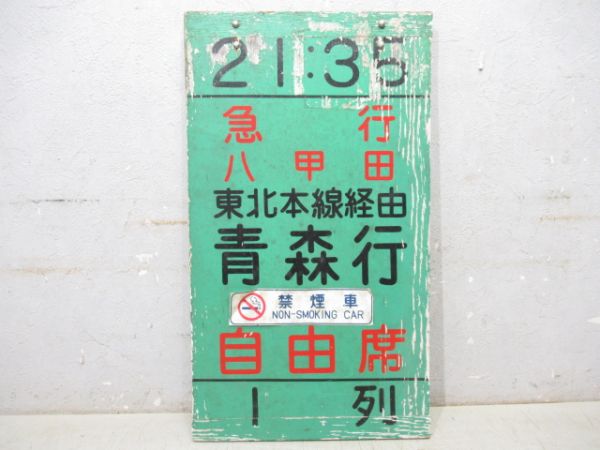 21:35
急行
八甲田
東北本線経由
青森行
禁煙車
NON-SMOKING CAR
自由席
1列